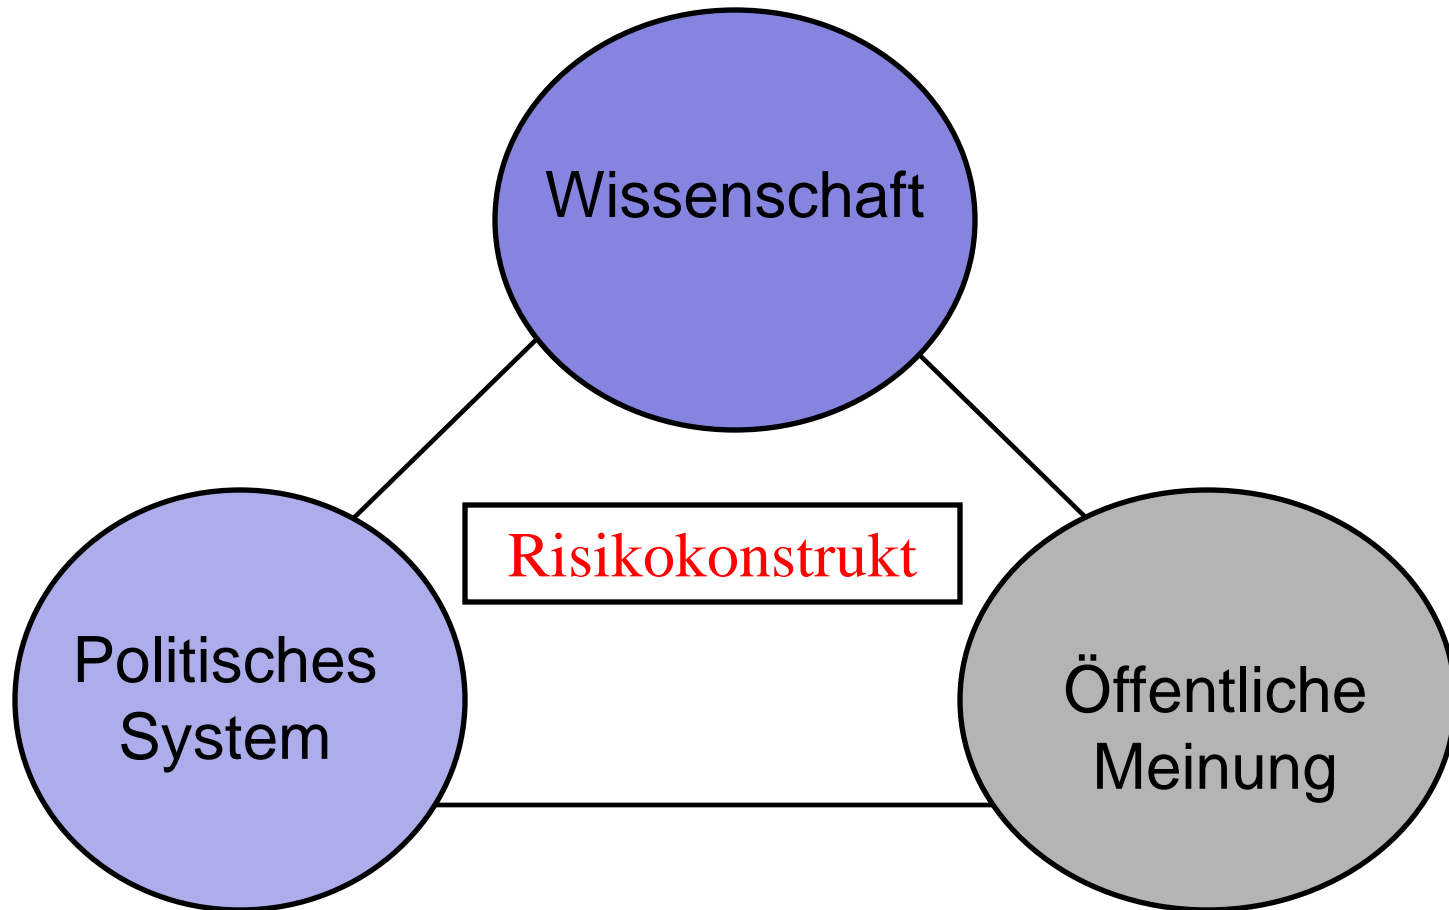 Wissenschaft
Risikokonstrukt
Politisches
System
Öffentliche
Meinung